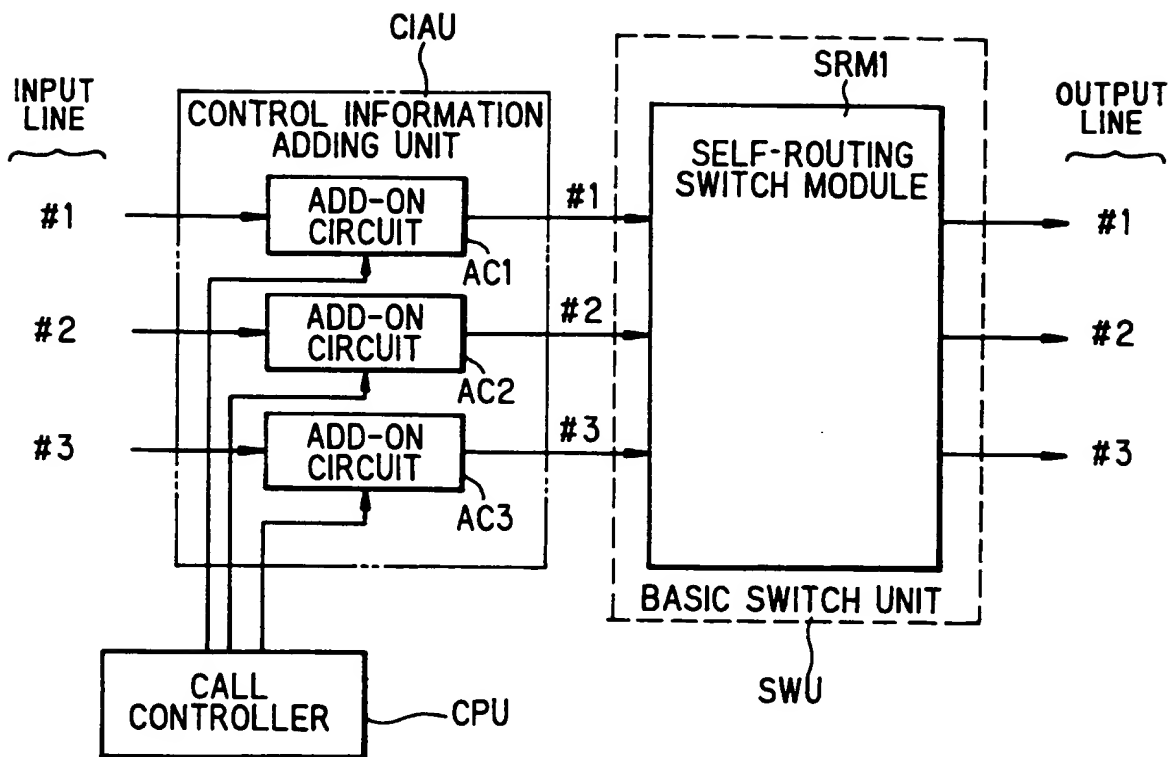 CIAU
SRM1
INPUT
LINE
OUTPUT
LINE
CONTROL INFORMATION
ADDING UNIT
SELF-ROUTING
SWITCH MODULE
#1
ADD-ON
CIRCUIT
AC1
#1
#1
#2
ADD-ON
CIRCUIT
AC2
#2
#2
#3
ADD-ON
CIRCUIT
AC3
#3
#3
BASIC SWITCH UNIT
SWU
CALL
CONTROLLER
CPU